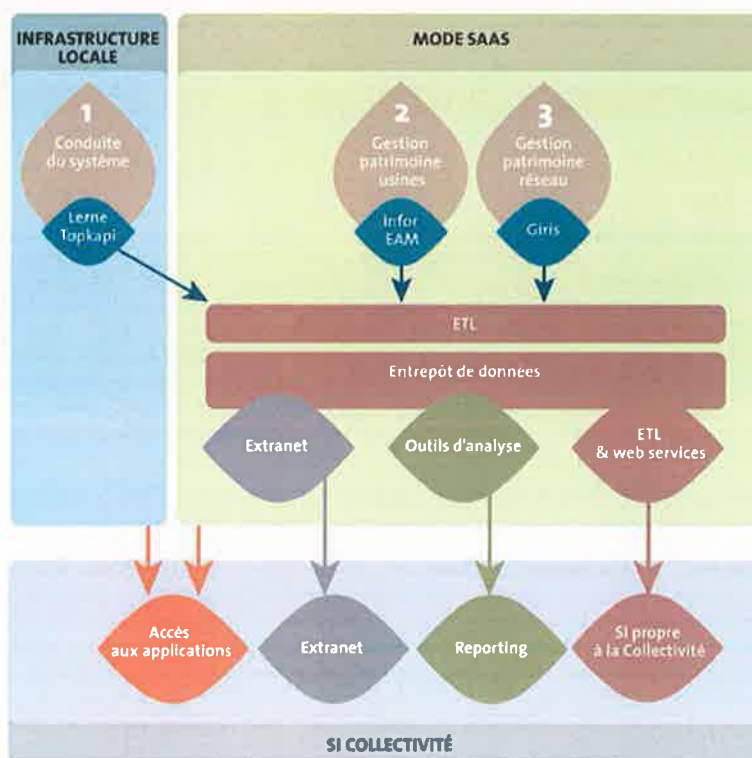 INFRASTRUCTURE
LOCALE
MODE SAAS
1
Conduite
du système
Lerne
Topkapi
2
Gestion
patrimoine
usines
Infor
EAM
3
Gestion
patrimoine
réseau
Giris
ETL
Entrepôt de données
Extranet
Outils d'analyse
ETL
& web services
Accès
aux applications
Extranet
Reporting
SI propre
à la Collectivité
SI COLLECTIVITÉ